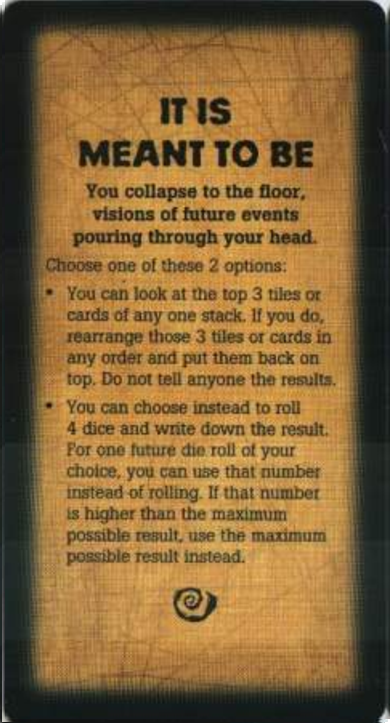 IT IS
MEANT TO BE
You collapse to the floor,
visions of future events
pouring through your head.
Choose one of these 2 options:
• You can look at the top 3 tiles or
cards of any one stack. If you do,
rearrange those 3 tiles or cards in
any order and put them back on
top. Do not tell anyone the results.
• You can choose instead to roll
4 dice and write down the result.
For one future die roll of your
choice, you can use that number
instead of rolling. If that number
is higher than the maximum
possible result, use the maximum
possible result instead.